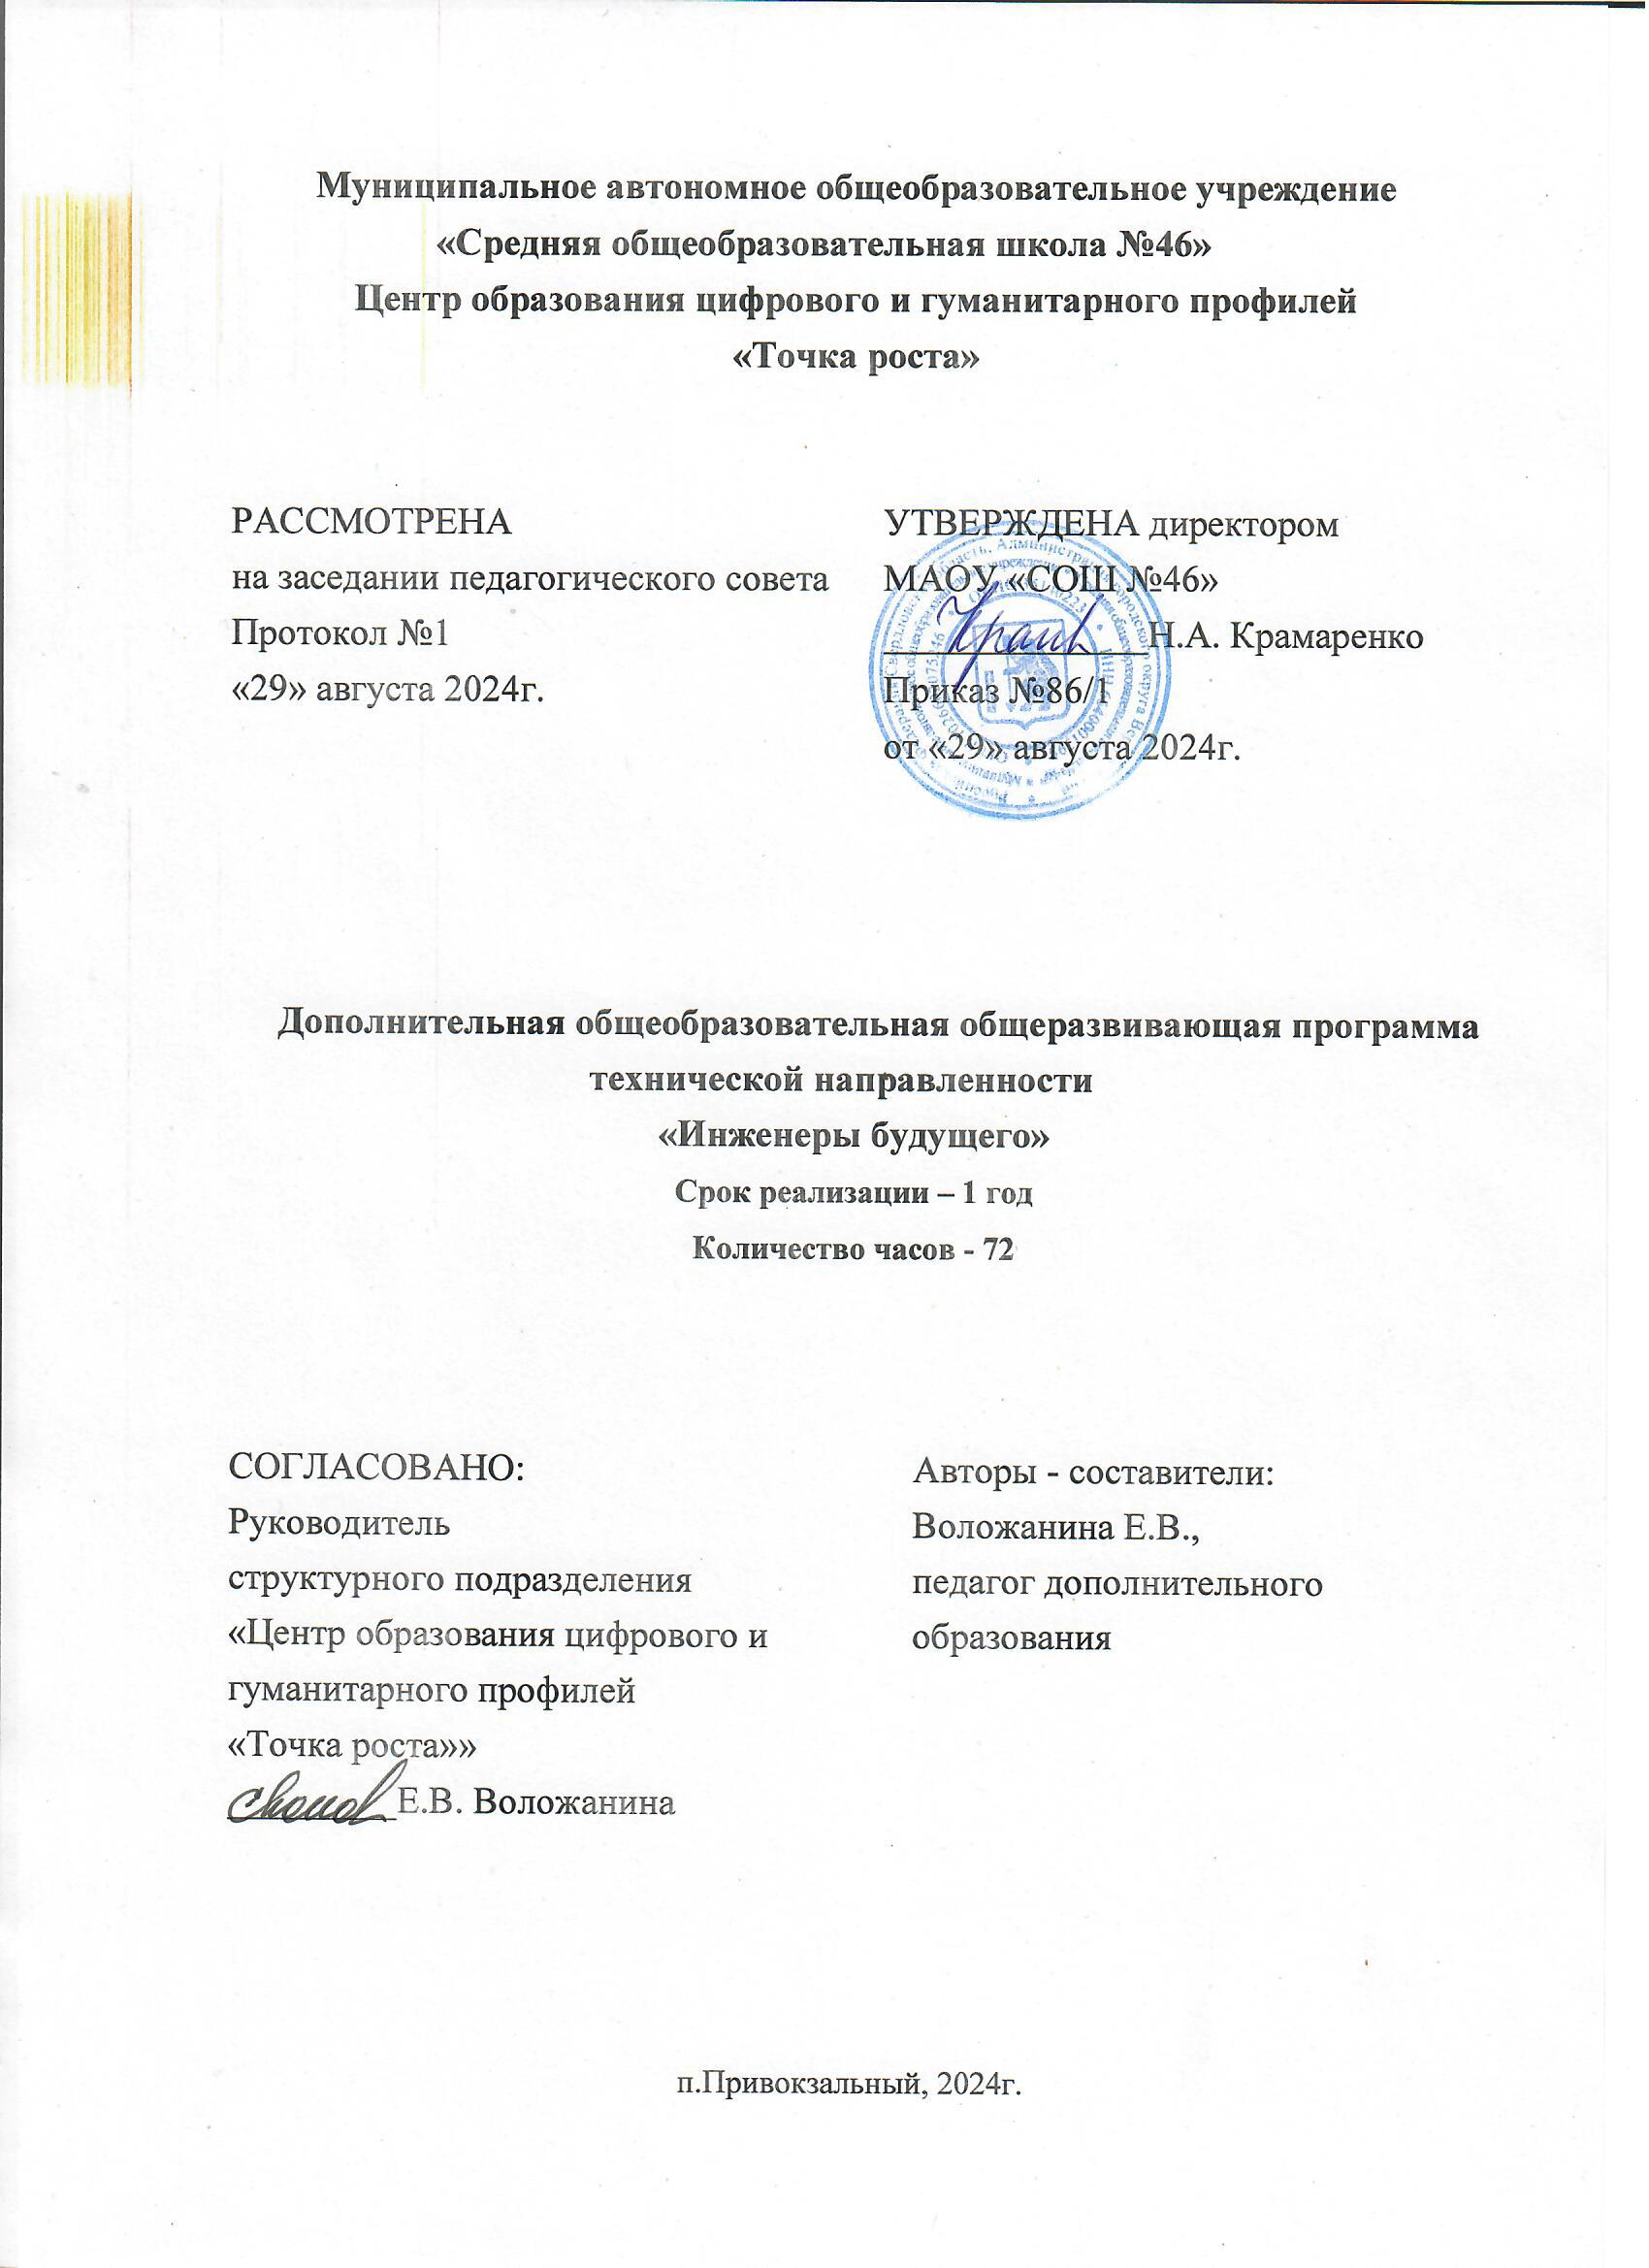 Муниципальное автономное общеобразовательное учреждение
«Средняя общеобразовательная школа №46»
Центр образования цифрового и гуманитарного профилей
«Точка роста»
РАССМОТРЕНА
на заседании педагогического совета
Протокол №1
«29» августа 2024г.
УТВЕРЖДЕНА директором
МАОУ «СОШ №46»
Н.А. Крамаренко
Приказ №86/1
от «29» августа 2024г.
Дополнительная общеобразовательная общеразвивающая программа
технической направленности
«Инженеры будущего»
Срок реализации – 1 год
Количество часов - 72
СОГЛАСОВАНО:
Руководитель
структурного подразделения
«Центр образования цифрового и
гуманитарного профилей
«Точка роста»»
Е.В. Воложанина
Авторы - составители:
Воложанина Е.В.,
педагог дополнительного
образования
п.Привокзальный, 2024г.